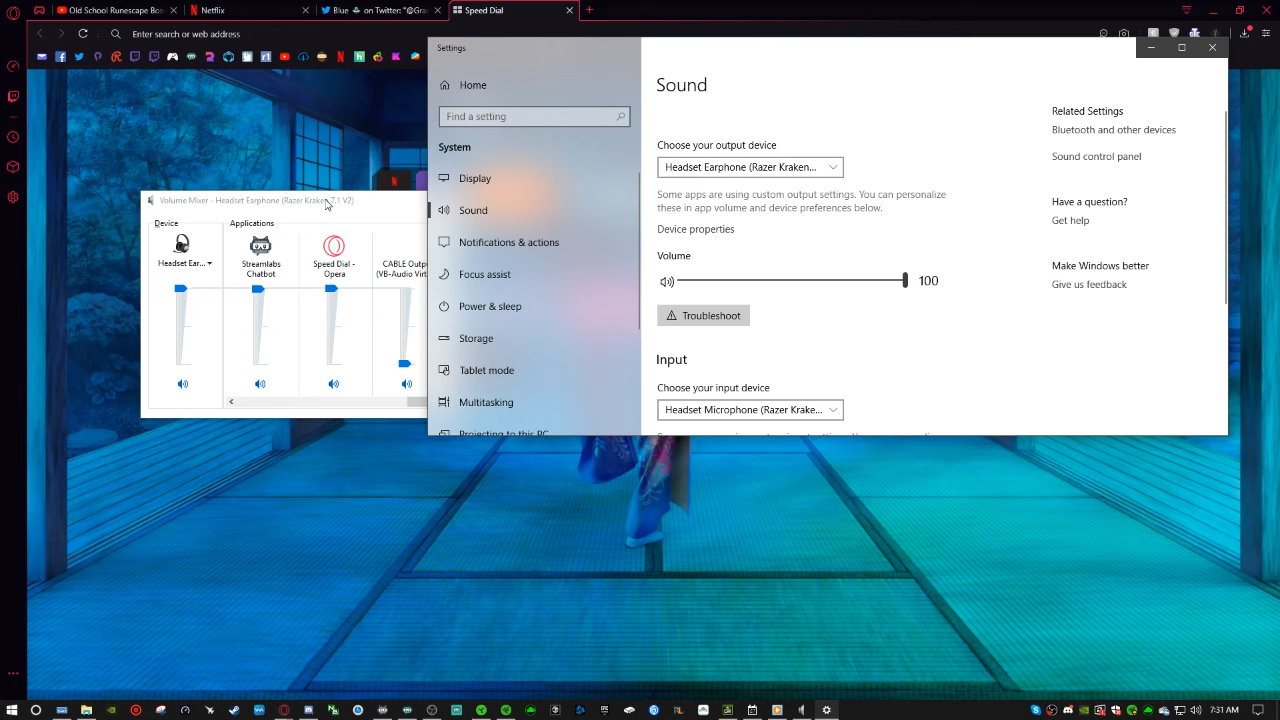 Old School Runescape Bos
Netflix
Blue
on Twitter: "@Gra
Speed Dial
Enter search or web address
Settings
Home
Find a setting
System
Display
Sound
Notifications & actions
Focus assist
Power & sleep
Storage
Tablet mode
Multitasking
Projecting to this PC
Sound
Choose your output device
Headset Earphone (Razer Kraken...
Some apps are using custom output settings. You can personalize
these in app volume and device preferences below.
Device properties
Volume
100
Troubleshoot
Input
Choose your input device
Headset Microphone (Razer Krake...
Related Settings
Bluetooth and other devices
Sound control panel
Have a question?
Get help
Make Windows better
Give us feedback
Volume Mixer - Headset Earphone (Razer Kraken 7.1 V2)
Device
Applications
Headset Ear...
Streamlabs
Chatbot
Speed Dial -
Opera
CABLE Outp
(VB-Audio Virt
7:31 AM